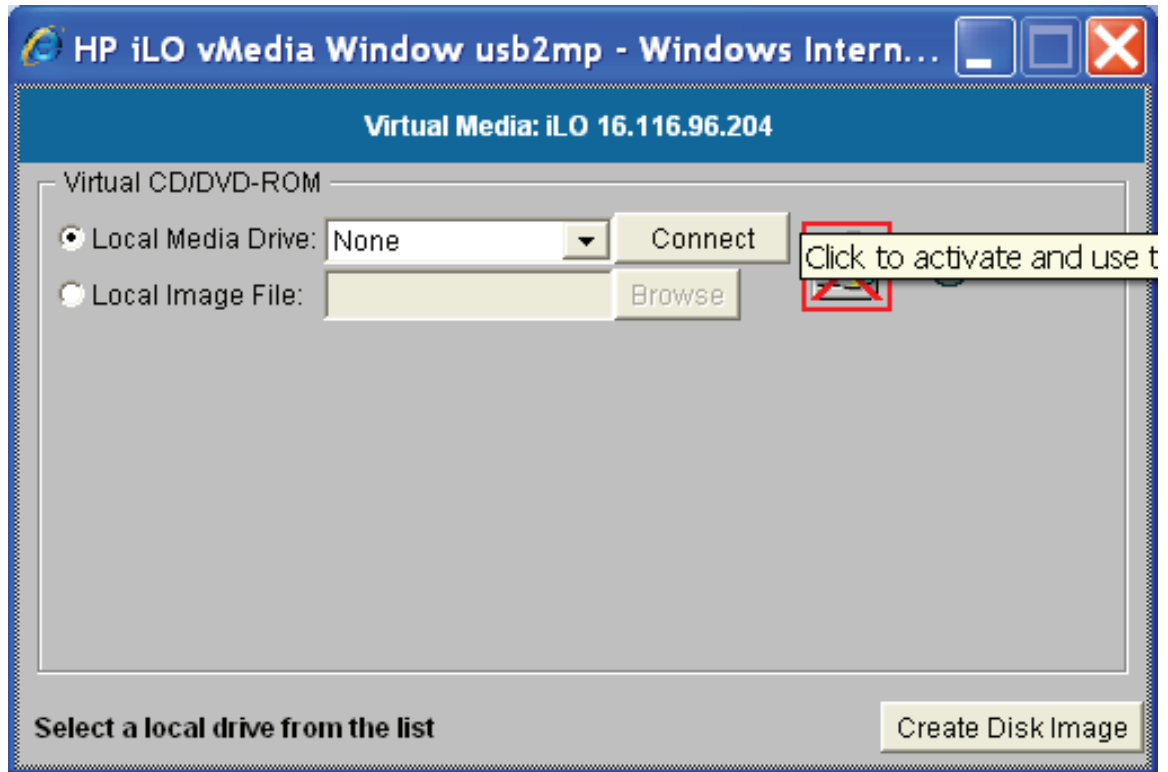 HP iLO vMedia Window usb2mp - Windows Intern...
Virtual Media: iLO 16.116.96.204
Virtual CD/DVD-ROM
Local Media Drive: None Connect
Click to activate and use t
Local Image File: Browse
Select a local drive from the list Create Disk Image